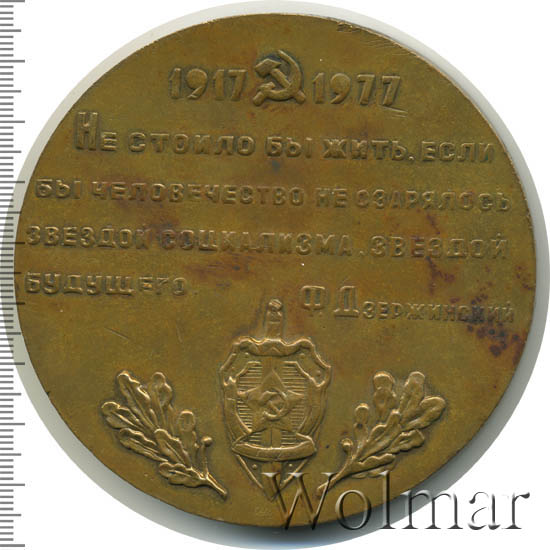 1917 1977
Не стоило бы жить, если
бы человечество не озарялось
звездой социализма, звездой
будущего. Ф Дзержинский
Wolmar